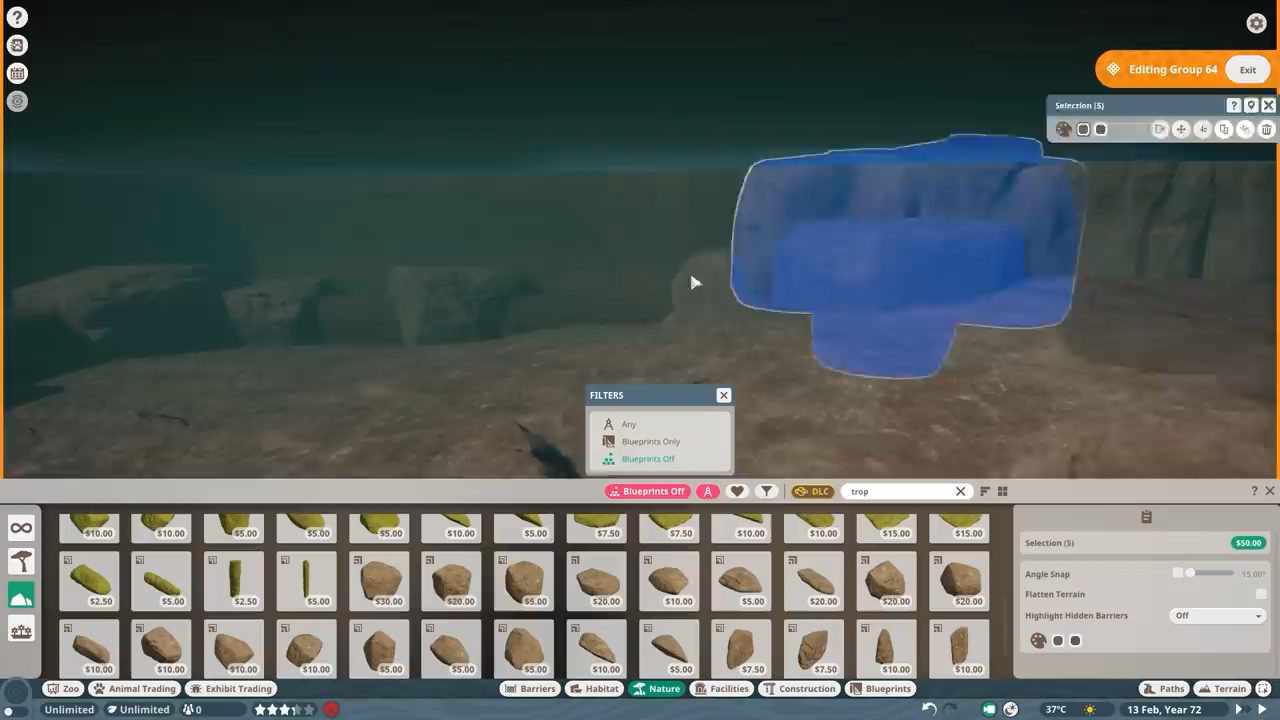 Editing Group 64
Exit
Selection (5)
?
?
FILTERS
Any
Blueprints Only
Blueprints Off
Blueprints Off
DLC
trop
?
$10.00 $10.00 $5.00 $5.00 $5.00 $10.00 $5.00 $7.50 $7.50 $10.00 $5.00 $15.00 $15.00
$2.50 $5.00 $2.50 $5.00 $30.00 $20.00 $5.00 $20.00 $10.00 $5.00 $20.00 $20.00 $20.00
$10.00 $10.00 $10.00 $10.00 $5.00 $5.00 $5.00 $10.00 $5.00 $7.50 $7.50 $10.00 $10.00
Selection (5)
$50.00
Angle Snap
15.00°
Flatten Terrain
Highlight Hidden Barriers
Off
Zoo
Animal Trading
Exhibit Trading
Barriers
Habitat
Nature
Facilities
Construction
Blueprints
Paths
Terrain
Unlimited
Unlimited
0
37°C
13 Feb, Year 72